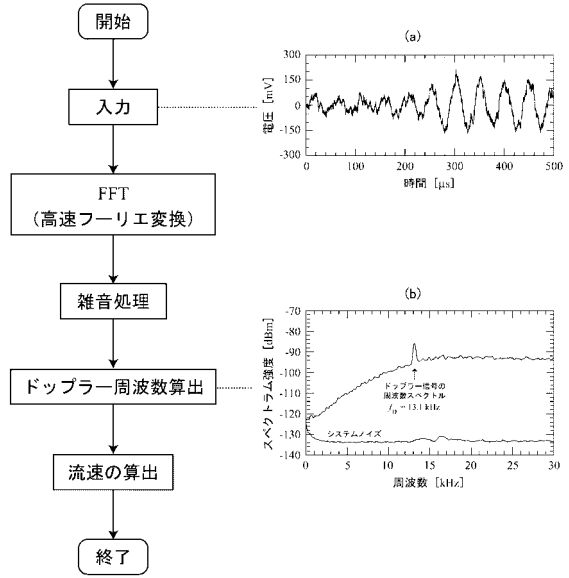 開始
入力
FFT
(高速フーリエ変換)
雑音処理
ドップラー周波数算出
流速の算出
終了
(a)
300
150
0
-150
-300
電圧 [mV]
0 100 200 300 400 500
時間 [μs]
(b)
-70
-80
-90
-100
-110
-120
-130
-140
スペクトラム強度 [dBm]
ドップラー信号の
周波数スペクトル
f_D = 13.1 kHz
システムノイズ
0 5 10 15 20 25 30
周波数 [kHz]